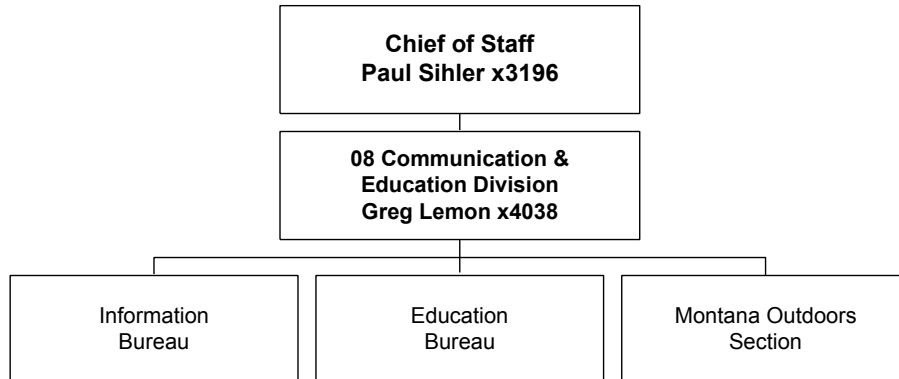 Chief of Staff
Paul Sihler x3196
08 Communication &
Education Division
Greg Lemon x4038
Information
Bureau
Education
Bureau
Montana Outdoors
Section